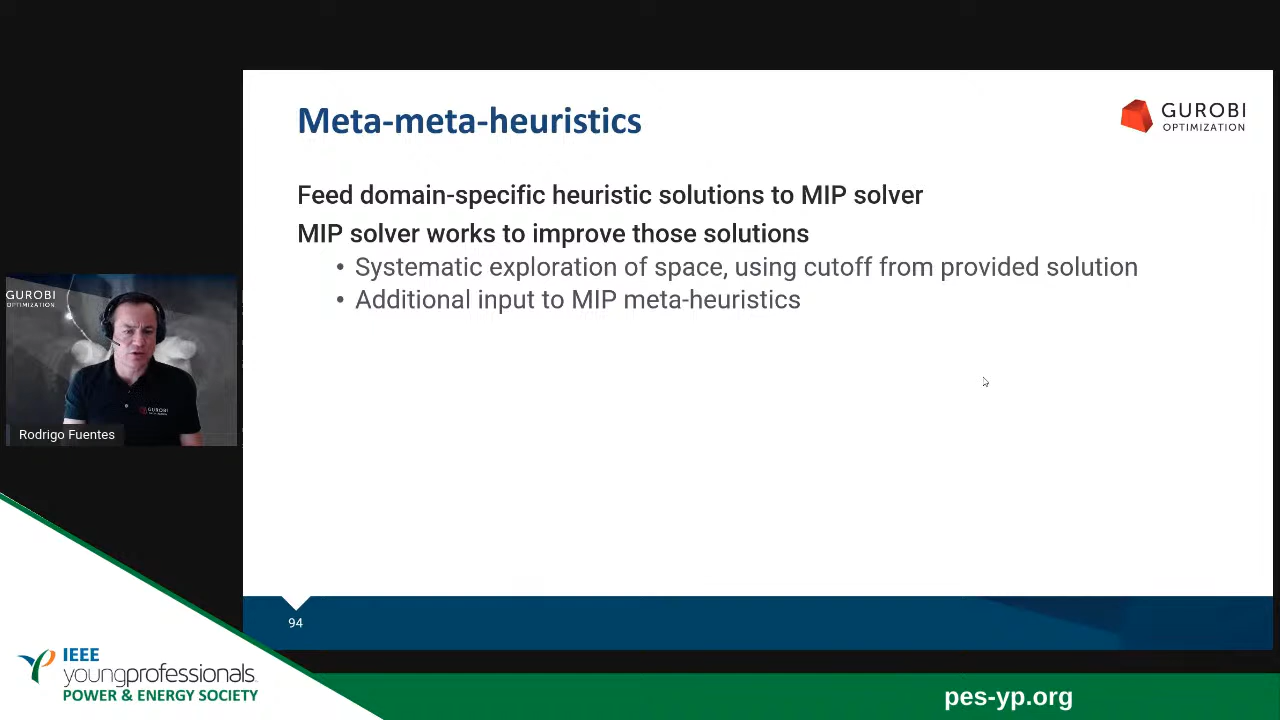 Meta-meta-heuristics
GUROBI
OPTIMIZATION
Feed domain-specific heuristic solutions to MIP solver
MIP solver works to improve those solutions
• Systematic exploration of space, using cutoff from provided solution
• Additional input to MIP meta-heuristics
GUROBI
OPTIMIZATION
GUROBI
Rodrigo Fuentes
94
IEEE
youngprofessionals
POWER & ENERGY SOCIETY
pes-yp.org